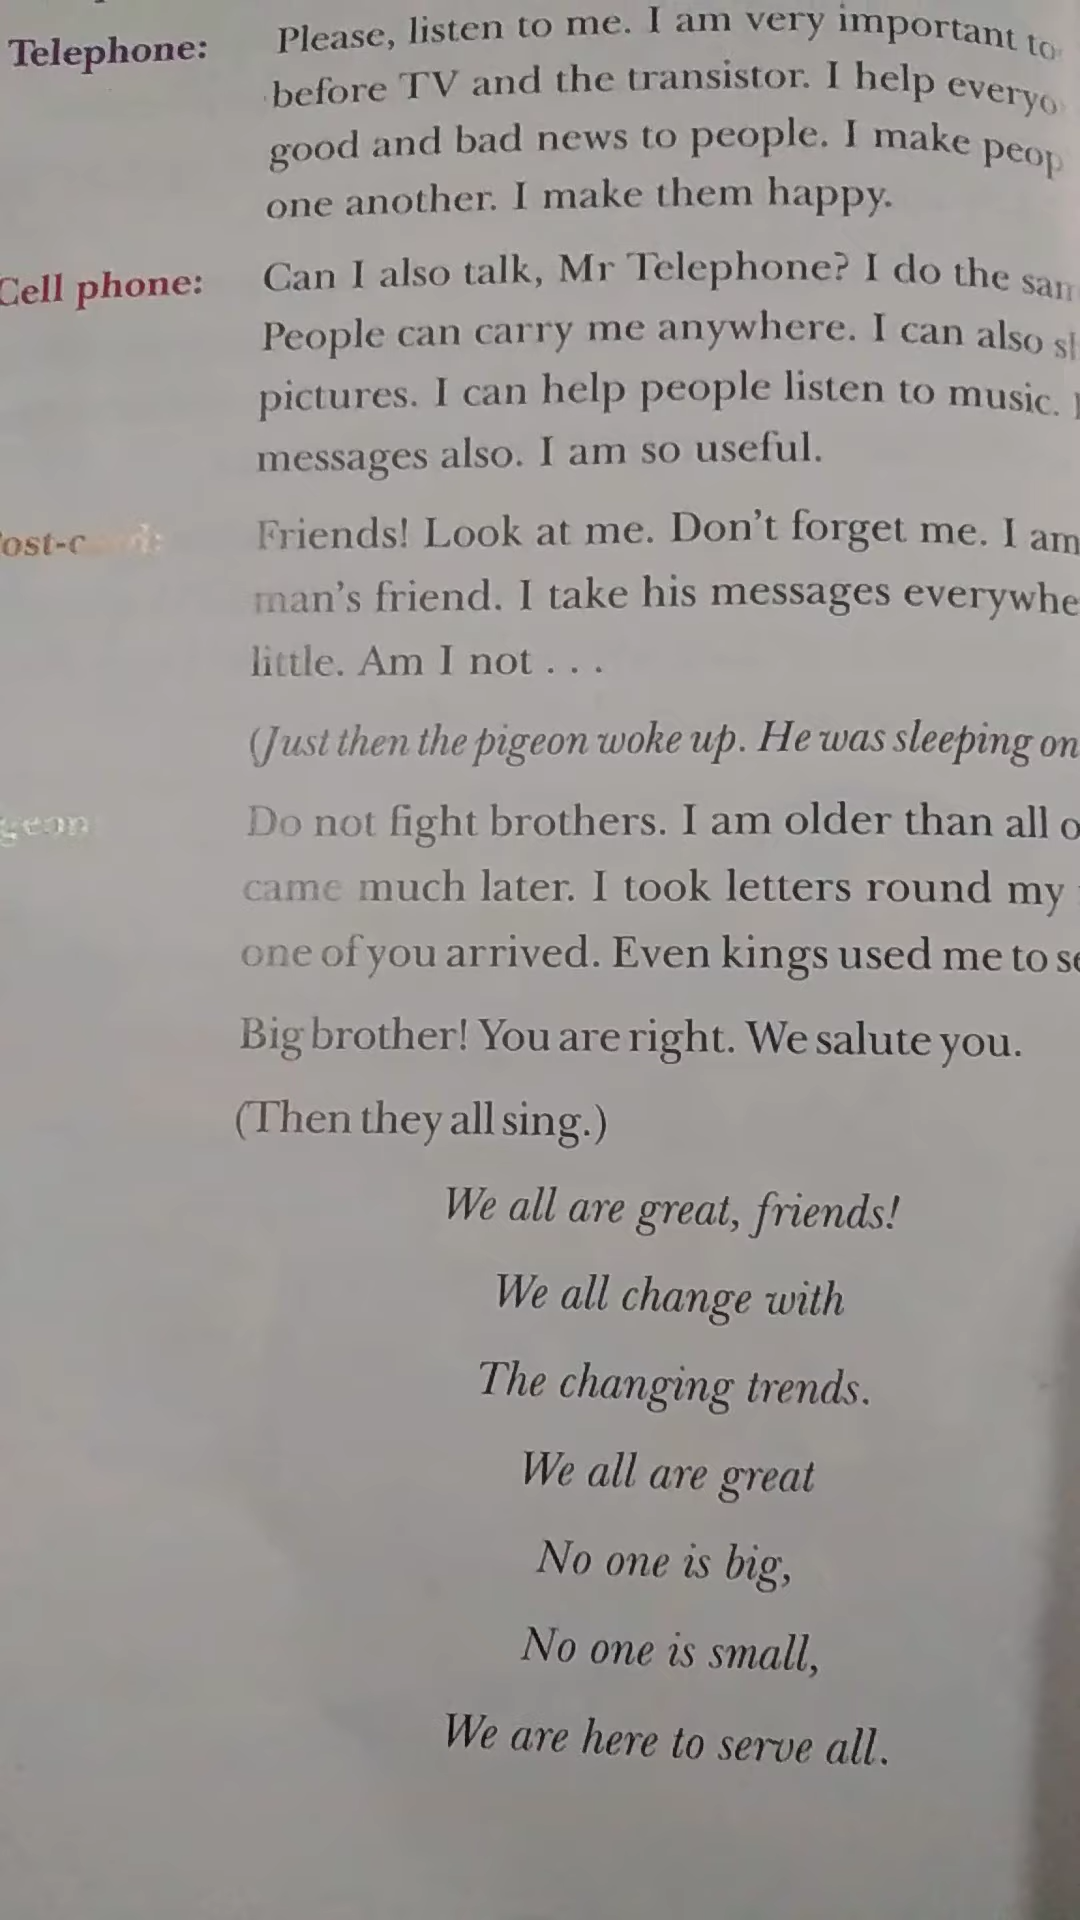 Telephone: Please, listen to me. I am very important to
before TV and the transistor. I help everyo
good and bad news to people. I make peop
one another. I make them happy.
Cell phone: Can I also talk, Mr Telephone? I do the sam
People can carry me anywhere. I can also sh
pictures. I can help people listen to music.
messages also. I am so useful.
ost-c d: Friends! Look at me. Don't forget me. I am
man's friend. I take his messages everywhe
little. Am I not . . .
(Just then the pigeon woke up. He was sleeping on
geon Do not fight brothers. I am older than all o
came much later. I took letters round my
one of you arrived. Even kings used me to se
Big brother! You are right. We salute you.
(Then they all sing.)
We all are great, friends!
We all change with
The changing trends.
We all are great
No one is big,
No one is small,
We are here to serve all.